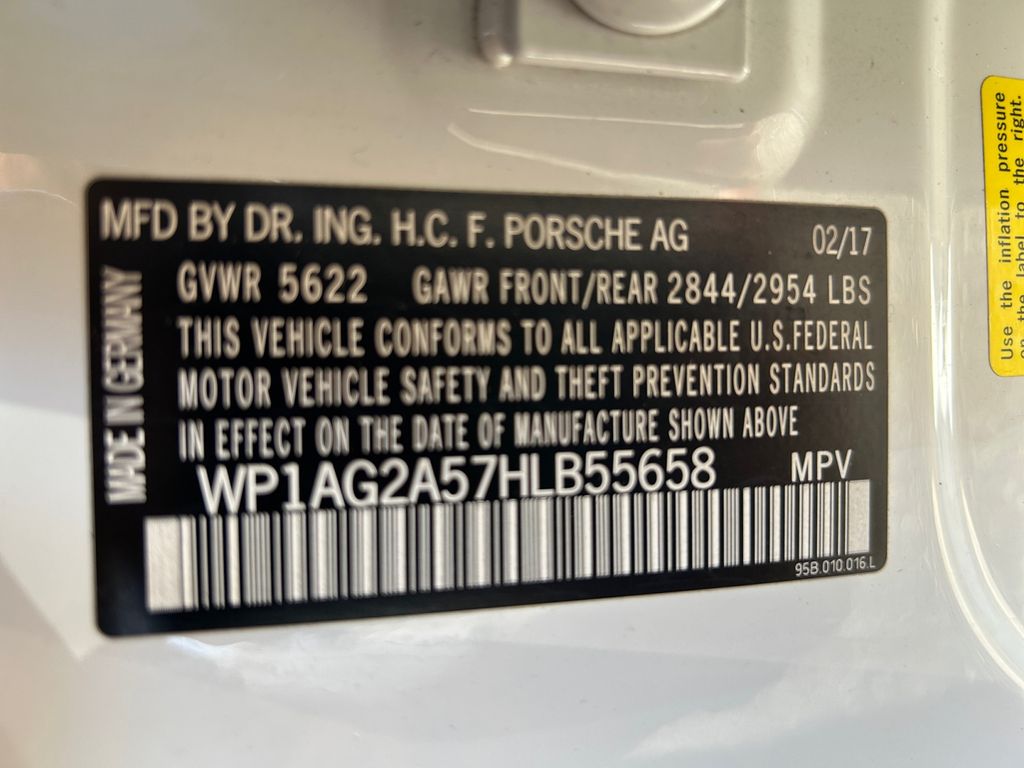 MFD BY DR. ING. H.C. F. PORSCHE AG 02/17
GVWR 5622 GAWR FRONT/REAR 2844/2954 LBS
THIS VEHICLE CONFORMS TO ALL APPLICABLE U.S.FEDERAL
MOTOR VEHICLE SAFETY AND THEFT PREVENTION STANDARDS
IN EFFECT ON THE DATE OF MANUFACTURE SHOWN ABOVE
WP1AG2A57HLB55658 MPV
95B.010.016.L
MADE IN GERMANY
Use the inflation pressure
on the label to the right.